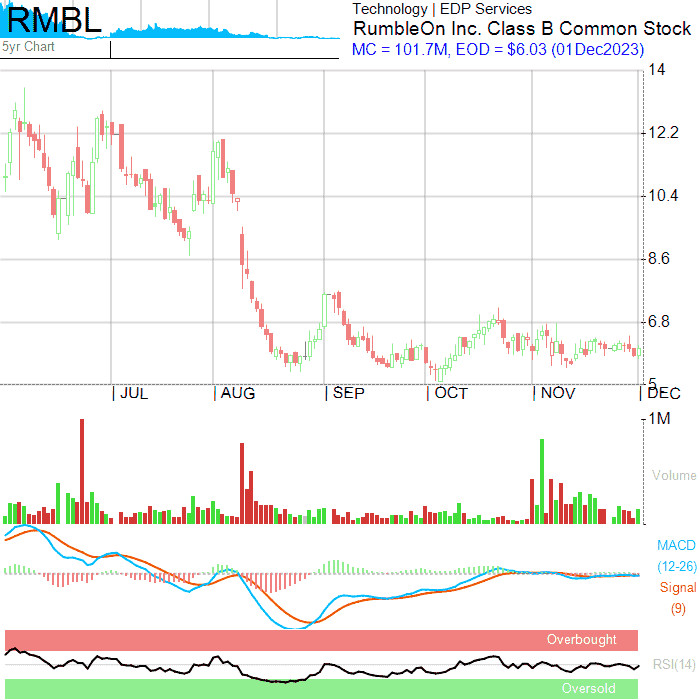 RMBL
5yr Chart
Technology | EDP Services
RumbleOn Inc. Class B Common Stock
MC = 101.7M, EOD = $6.03 (01Dec2023)
14
12.2
10.4
8.6
6.8
5
JUL
AUG
SEP
OCT
NOV
DEC
1M
Volume
MACD
(12-26)
Signal
(9)
Overbought
RSI(14)
Oversold